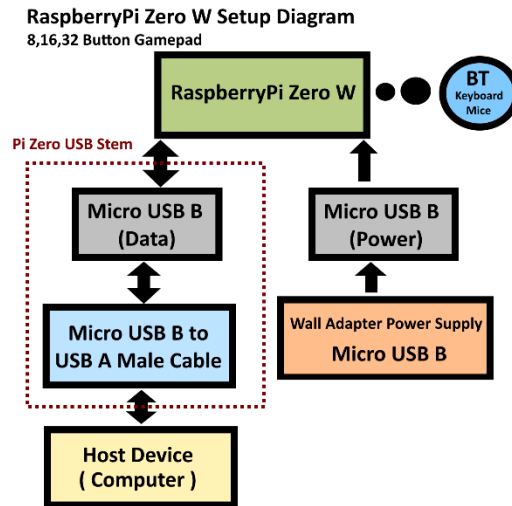 RaspberryPi Zero W Setup Diagram
8,16,32 Button Gamepad
RaspberryPi Zero W
BT
Keyboard
Mice
Pi Zero USB Stem
Micro USB B
(Data)
Micro USB B
(Power)
Micro USB B to
USB A Male Cable
Wall Adapter Power Supply
Micro USB B
Host Device
( Computer )